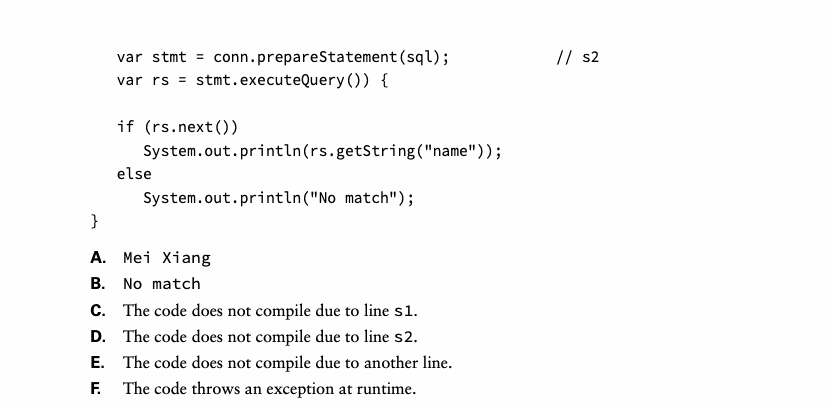 var stmt = conn.prepareStatement(sql);            // s2
var rs = stmt.executeQuery()) {
if (rs.next())
System.out.println(rs.getString("name"));
else
System.out.println("No match");
}
A. Mei Xiang
B. No match
C. The code does not compile due to line s1.
D. The code does not compile due to line s2.
E. The code does not compile due to another line.
F. The code throws an exception at runtime.